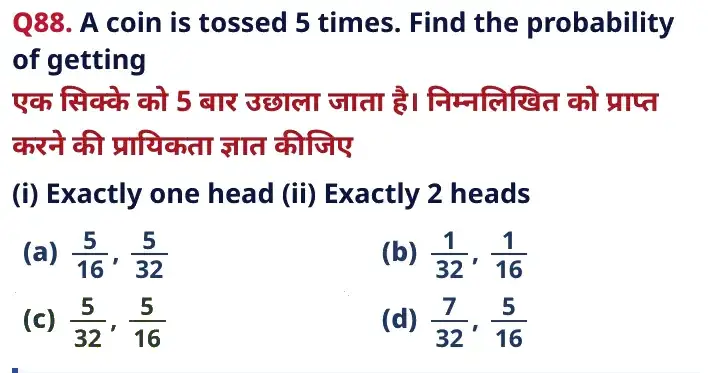 Q88. A coin is tossed 5 times. Find the probability
of getting
एक सिक्के को 5 बार उछाला जाता है। निम्नलिखित को प्राप्त
करने की प्रायिकता ज्ञात कीजिए
(i) Exactly one head (ii) Exactly 2 heads
(a) 5/16, 5/32 (b) 1/32, 1/16
(c) 5/32, 5/16 (d) 7/32, 5/16